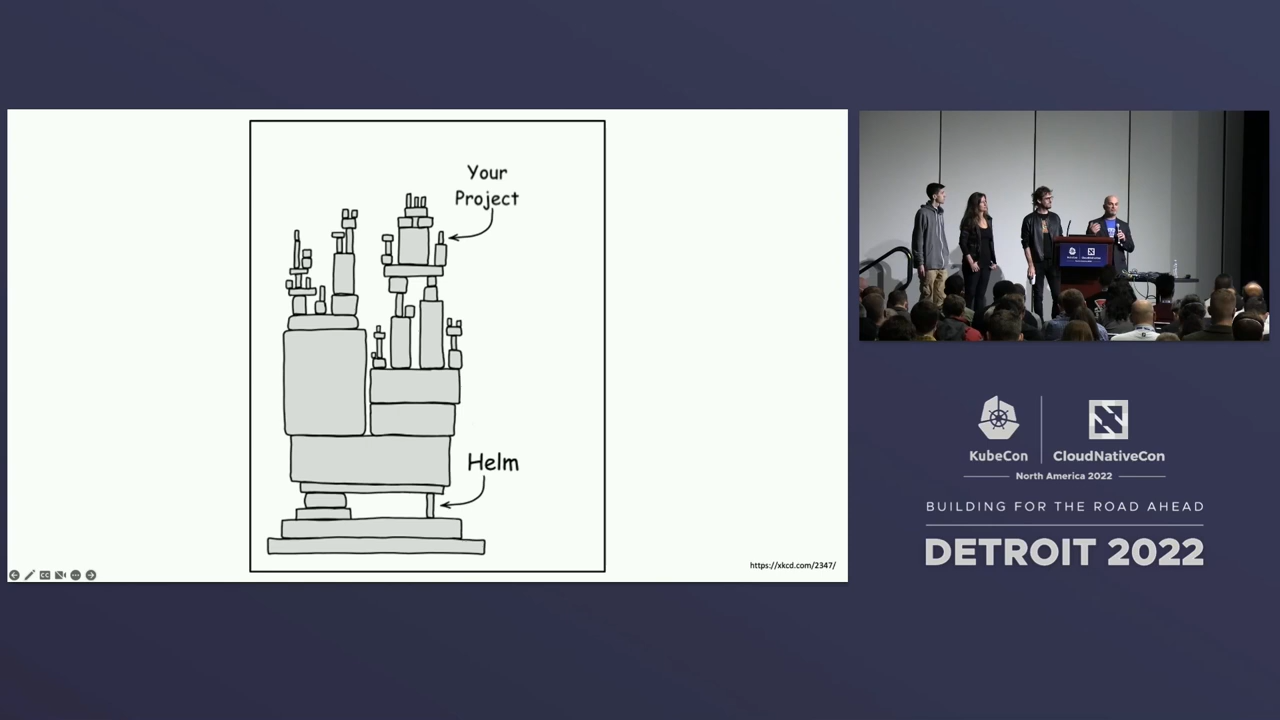 Your
Project
Helm
https://xkcd.com/2347/
KubeCon
CloudNativeCon
North America 2022
BUILDING FOR THE ROAD AHEAD
DETROIT 2022